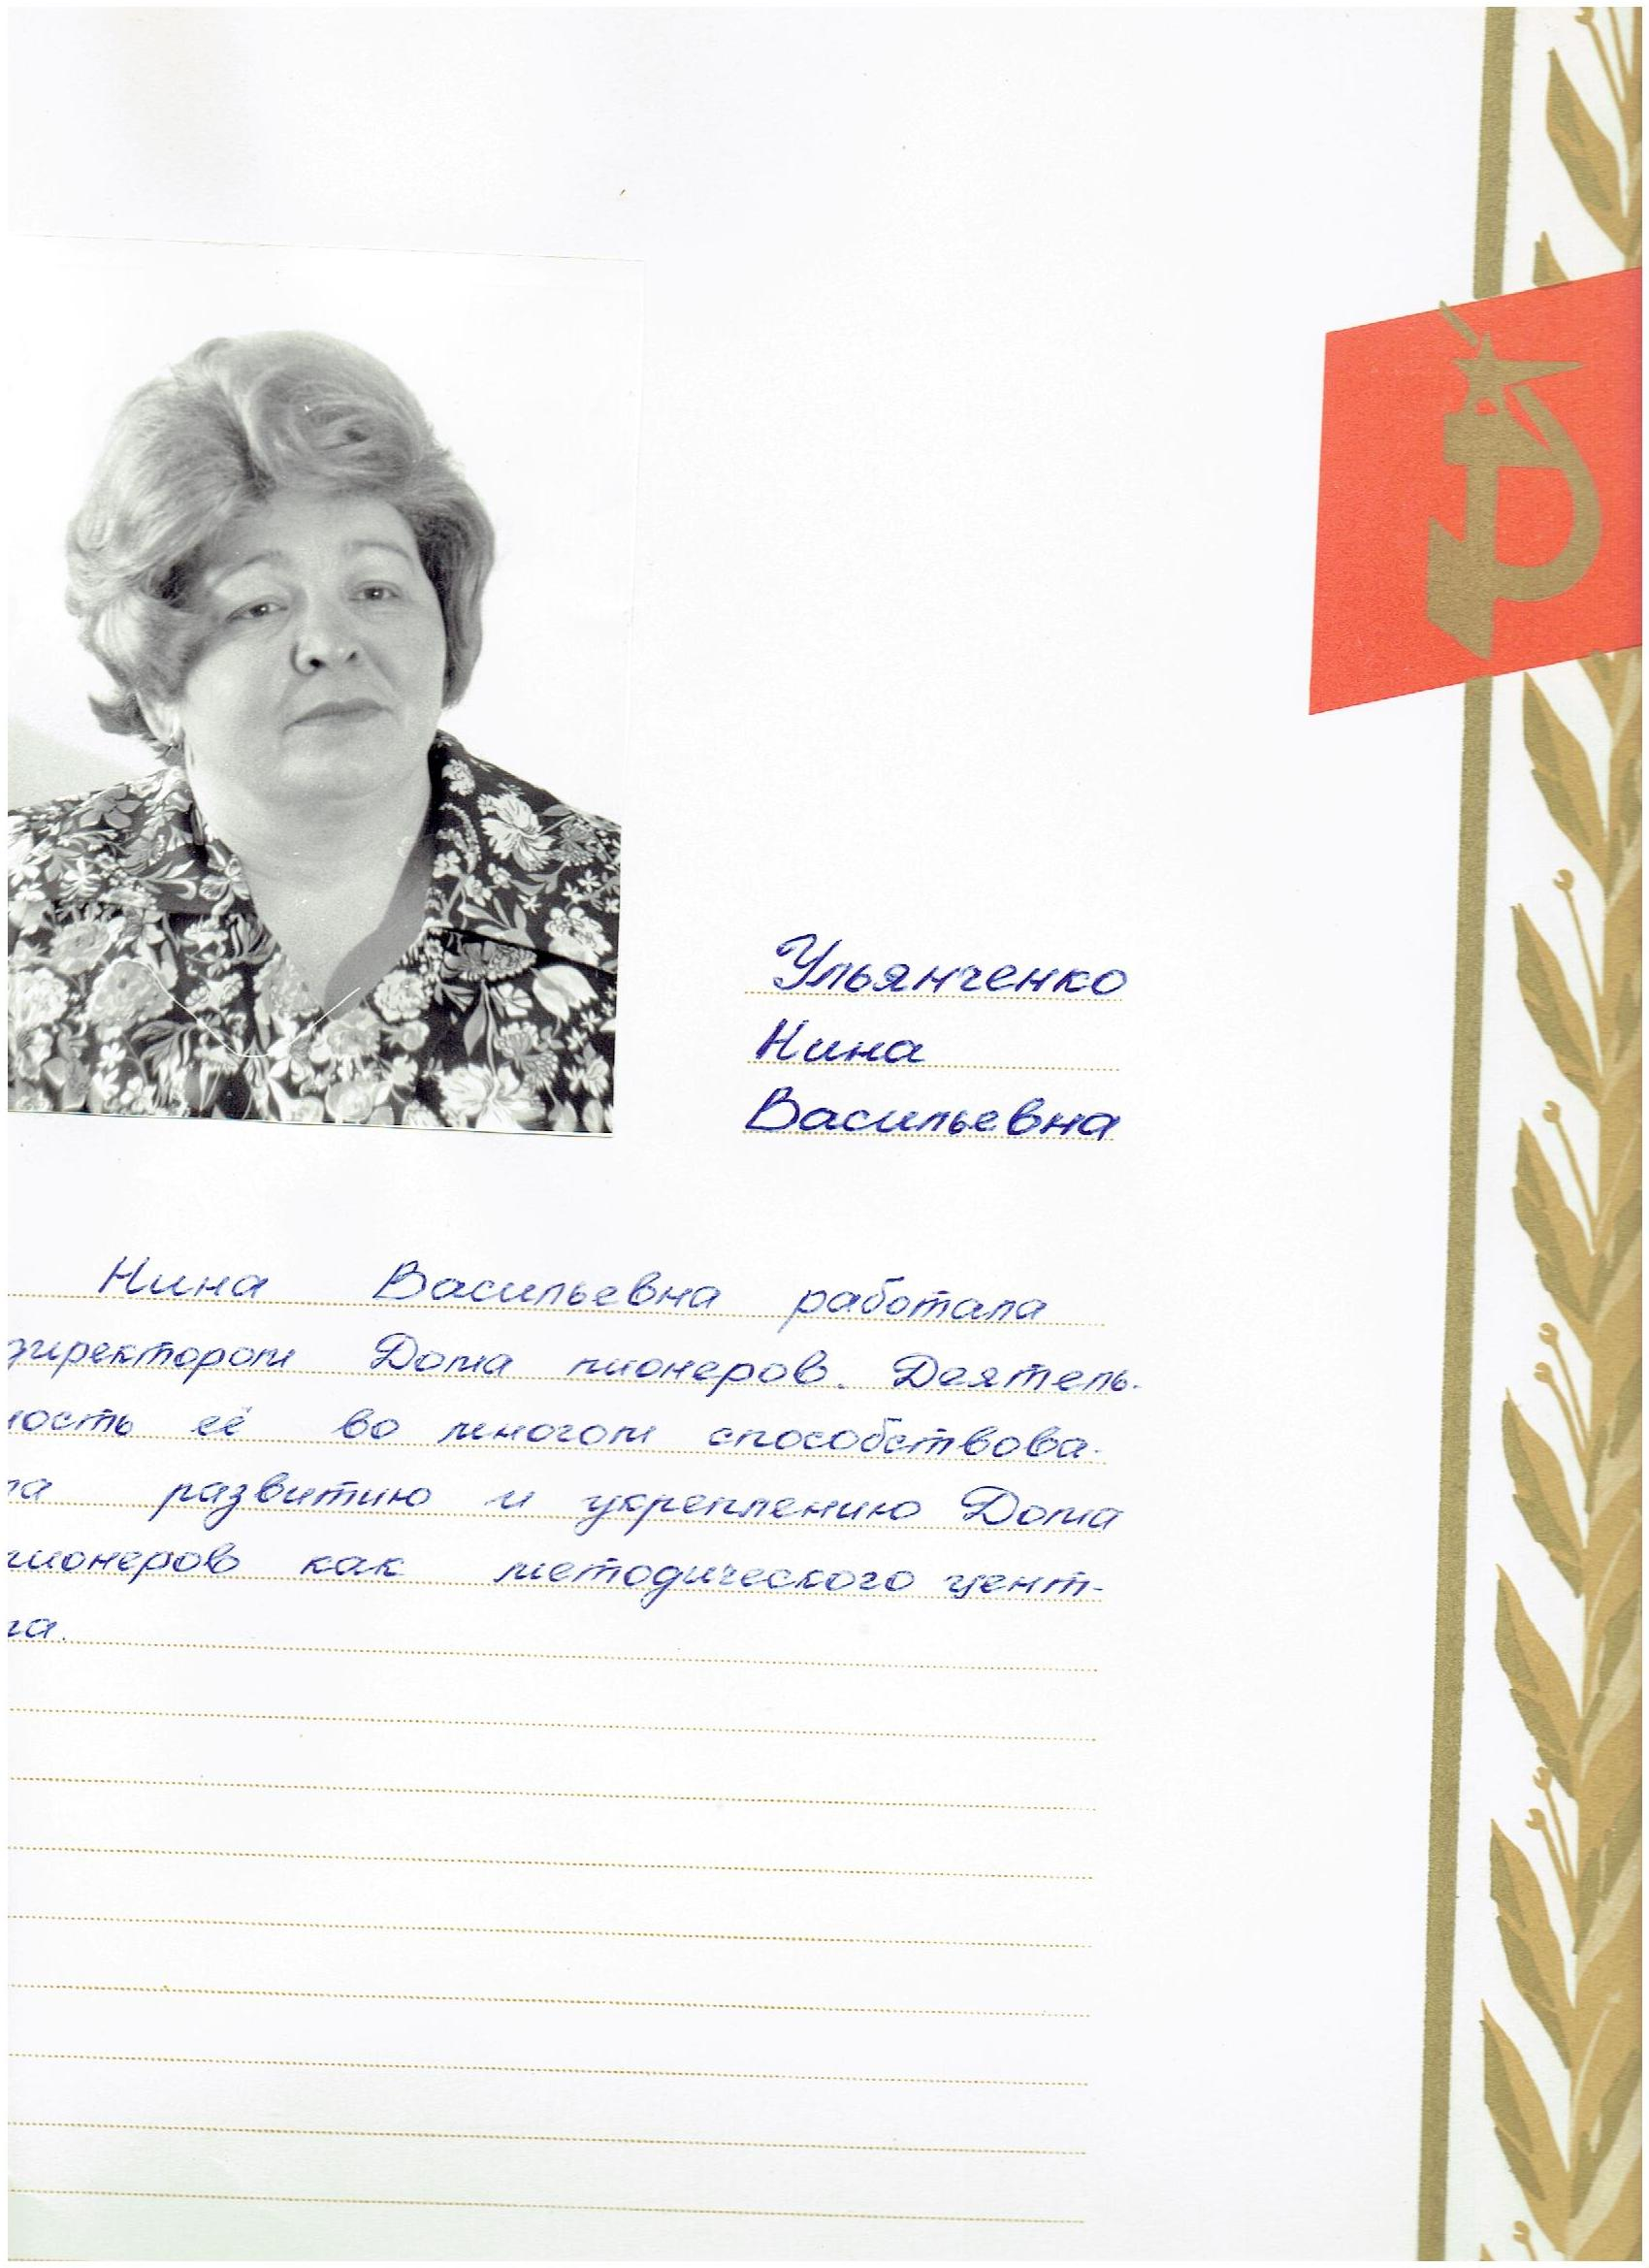 Ульянченко
Нина
Васильевна
Нина Васильевна работала
директором Дома пионеров. Деятель-
ность её во многом способствова-
ла развитию и укреплению Дома
пионеров как методического цент-
ра.